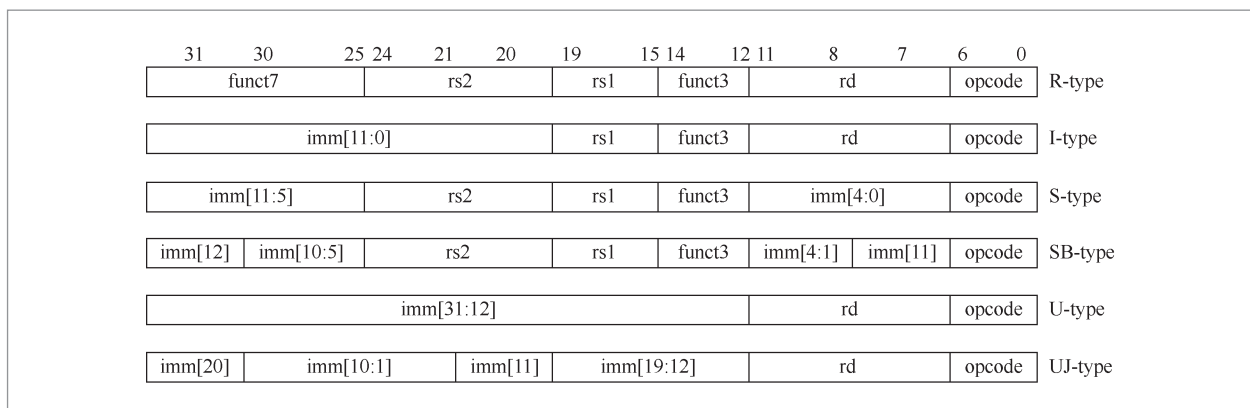 31 30 25 24 21 20 19 15 14 12 11 8 7 6 0
funct7 rs2 rs1 funct3 rd opcode R-type
imm[11:0] rs1 funct3 rd opcode I-type
imm[11:5] rs2 rs1 funct3 imm[4:0] opcode S-type
imm[12] imm[10:5] rs2 rs1 funct3 imm[4:1] imm[11] opcode SB-type
imm[31:12] rd opcode U-type
imm[20] imm[10:1] imm[11] imm[19:12] rd opcode UJ-type